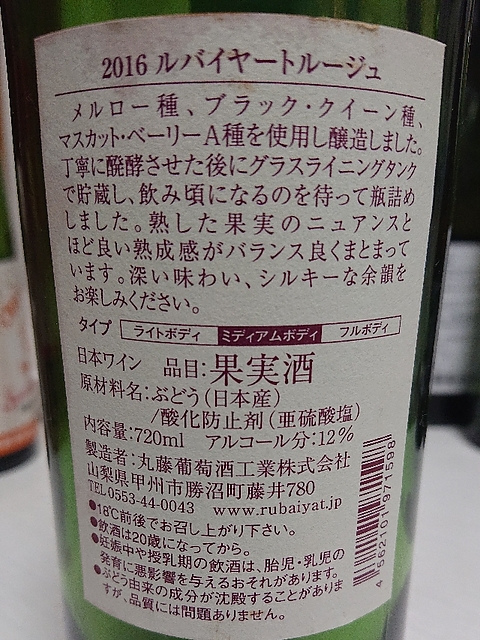 2016 ルバイヤートルージュ
メルロー種、ブラック・クイーン種、
マスカット・ベーリーA種を使用し醸造しました。
丁寧に醗酵させた後にグラスライニングタンク
で貯蔵し、飲み頃になるのを待って瓶詰め
しました。熟した果実のニュアンスと
ほど良い熟成感がバランス良くまとまって
います。深い味わい、シルキーな余韻を
お楽しみください。
タイプ ライトボディ ミディアムボディ フルボディ
日本ワイン 品目:果実酒
原材料名:ぶどう(日本産)
/酸化防止剤(亜硫酸塩)
内容量:720ml アルコール分:12%
製造者:丸藤葡萄酒工業株式会社
山梨県甲州市勝沼町藤井780
TEL0553-44-0043 www.rubaiyat.jp
●18℃前後でお召し上がり下さい。
●飲酒は20歳になってから。
●妊娠中や授乳期の飲酒は、胎児・乳児の
発育に悪影響を与えるおそれがあります。
●ぶどう由来の成分が沈殿することがありま
すが、品質には問題ありません。
4 562101 971598